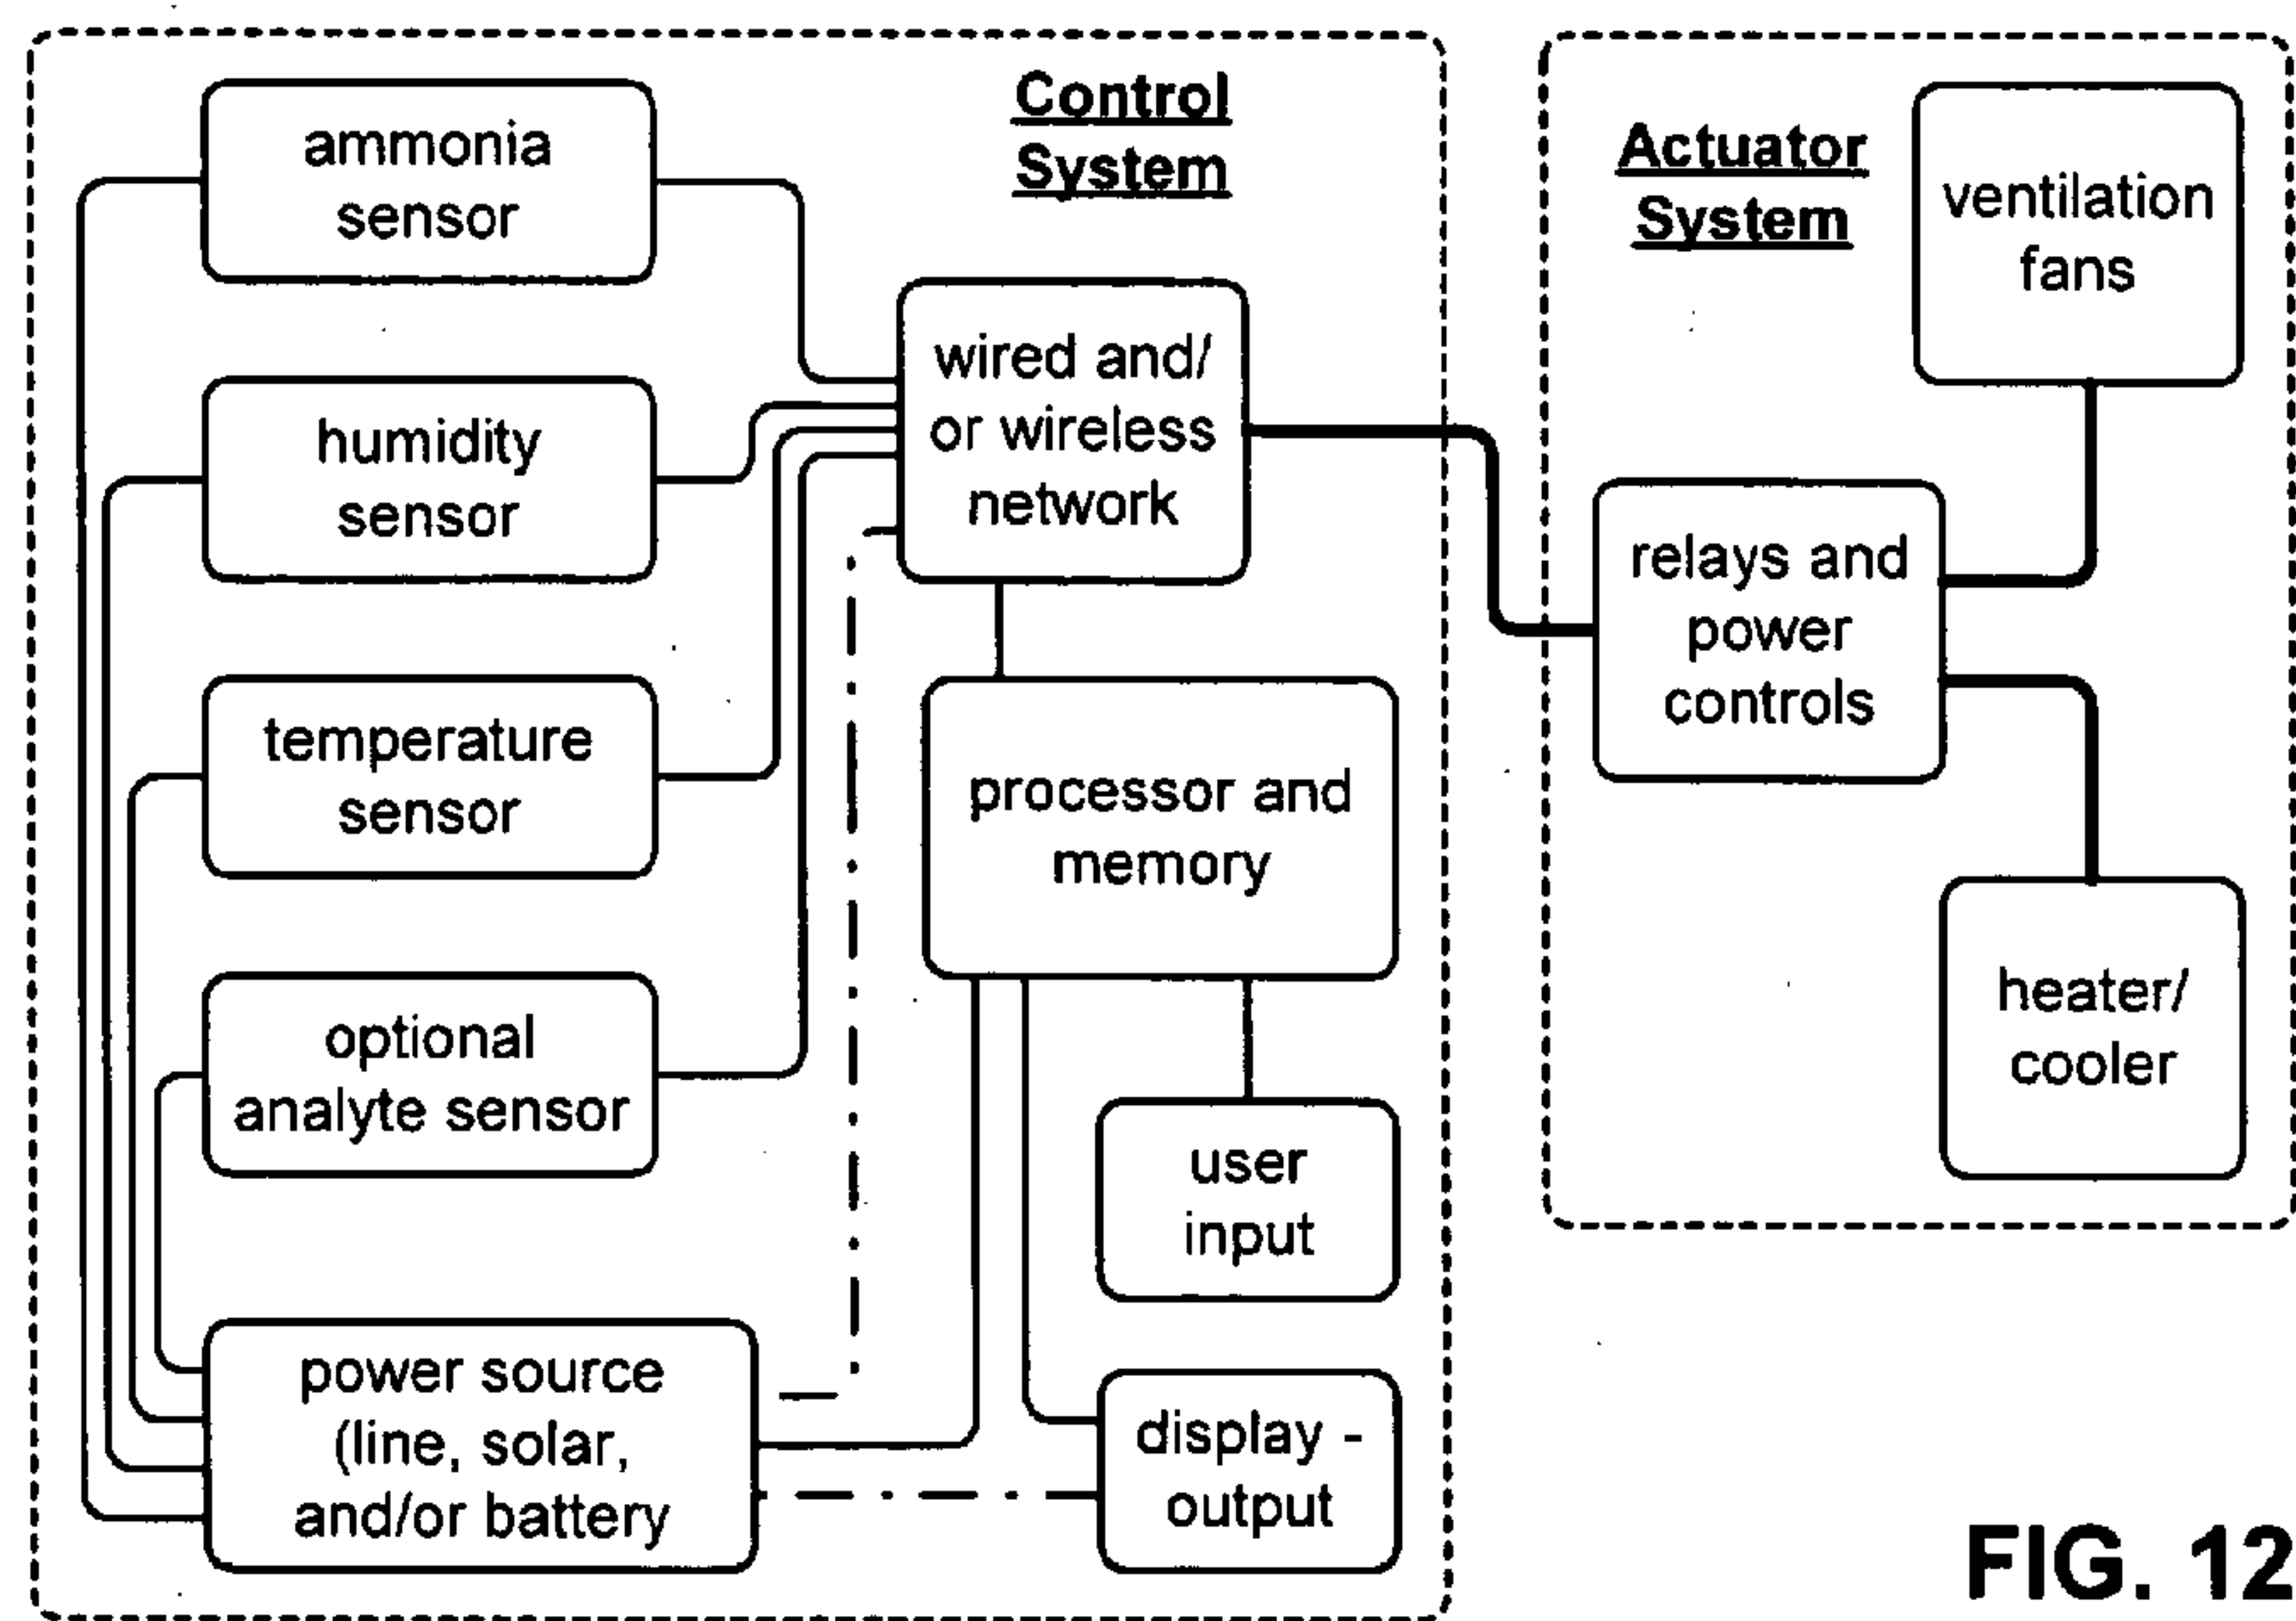 Control
System
ammonia
sensor
humidity
sensor
temperature
sensor
optional
analyte sensor
power source
(line, solar,
and/or battery
wired and/
or wireless
network
processor and
memory
user
input
display -
output
Actuator
System
ventilation
fans
relays and
power
controls
heater/
cooler
FIG. 12